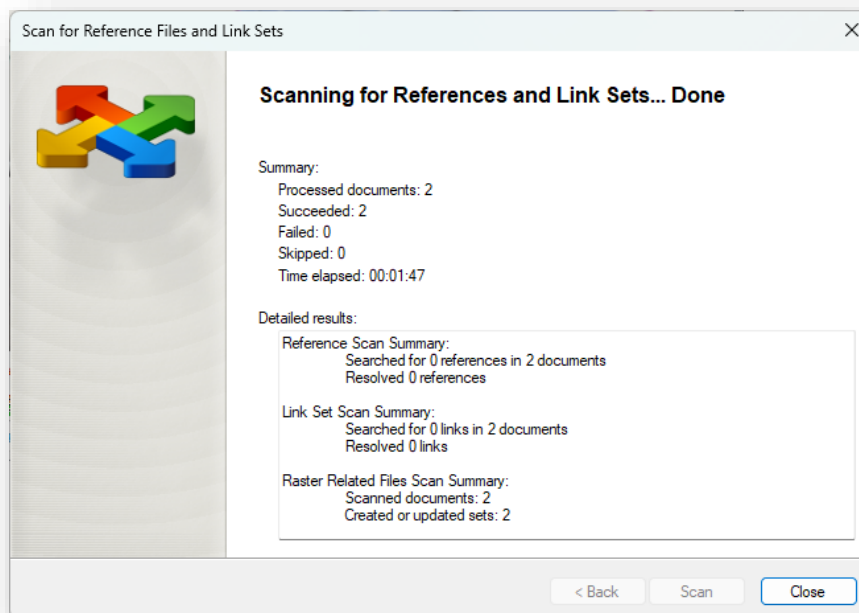 Scan for Reference Files and Link Sets
Scanning for References and Link Sets... Done
Summary:
Processed documents: 2
Succeeded: 2
Failed: 0
Skipped: 0
Time elapsed: 00:01:47
Detailed results:
Reference Scan Summary:
Searched for 0 references in 2 documents
Resolved 0 references
Link Set Scan Summary:
Searched for 0 links in 2 documents
Resolved 0 links
Raster Related Files Scan Summary:
Scanned documents: 2
Created or updated sets: 2
< Back Scan Close